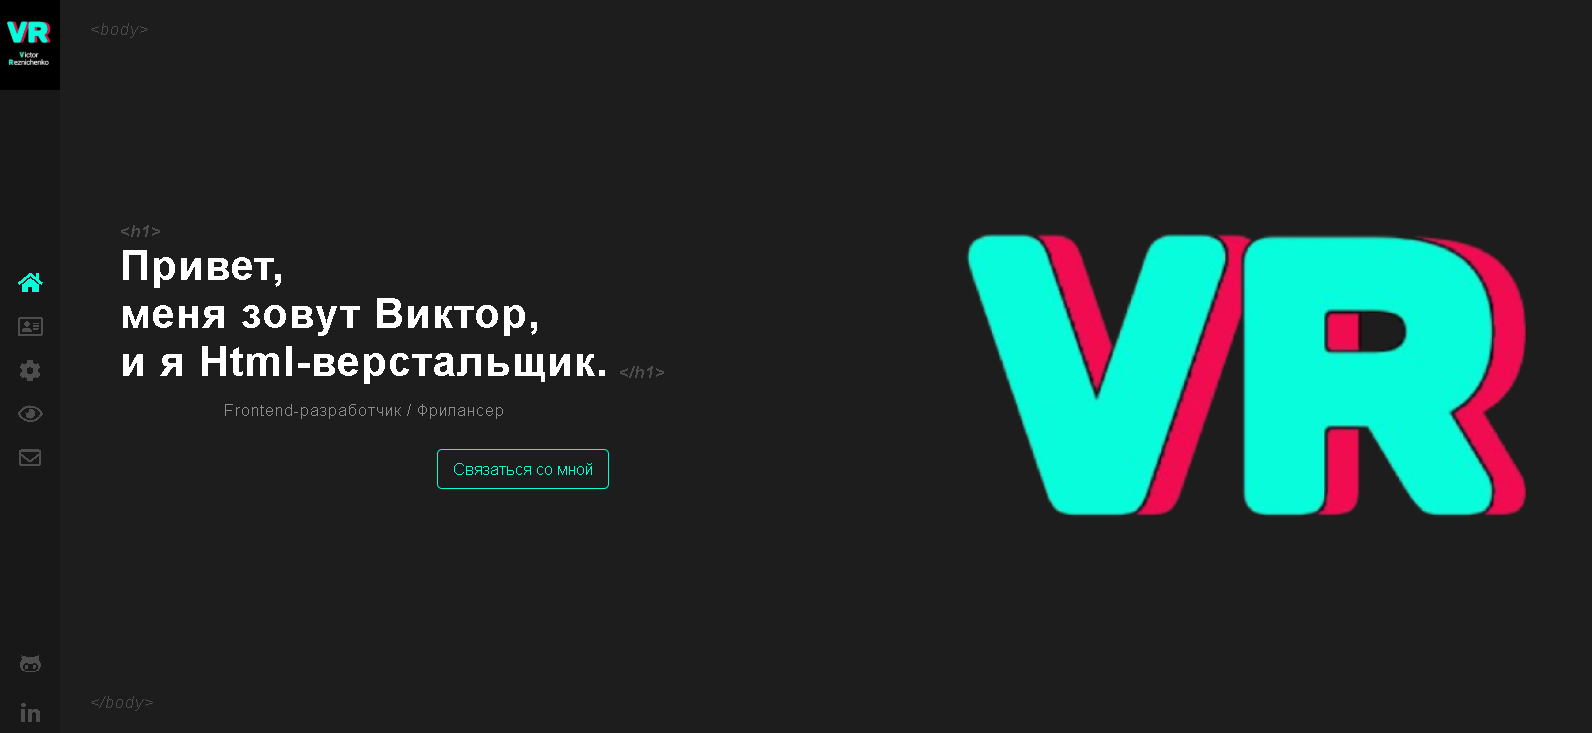 VR
Victor
Reznichenko
<body>
<h1>
Привет,
меня зовут Виктор,
и я Html-верстальщик. </h1>
Frontend-разработчик / Фрилансер
Связаться со мной
VR
</body>
in